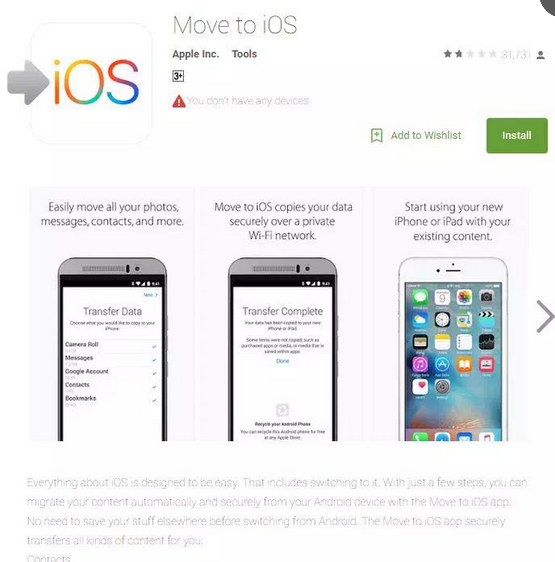 Move to iOS
Apple Inc. Tools
31,731
3+
You don't have any devices
Add to Wishlist
Install
iOS
Easily move all your photos,
messages, contacts, and more.
Next
Transfer Data
Choose what you would like to copy to your
iPhone.
Camera Roll
Messages
Google Account
Contacts
Bookmarks
Move to iOS copies your data
securely over a private
Wi-Fi network.
Transfer Complete
Your data has been copied to your new
iPhone or iPad.
Some items were not copied, such as
purchased apps or media, or media that is
saved within apps.
Done
Recycle your Android Phone
You can recycle this Android phone for free
at any Apple Store.
Start using your new
iPhone or iPad with your
existing content.
Everything about iOS is designed to be easy. That includes switching to it. With just a few steps, you can
migrate your content automatically and securely from your Android device with the Move to iOS app.
No need to save your stuff elsewhere before switching from Android. The Move to iOS app securely
transfers all kinds of content for you:
Contacts